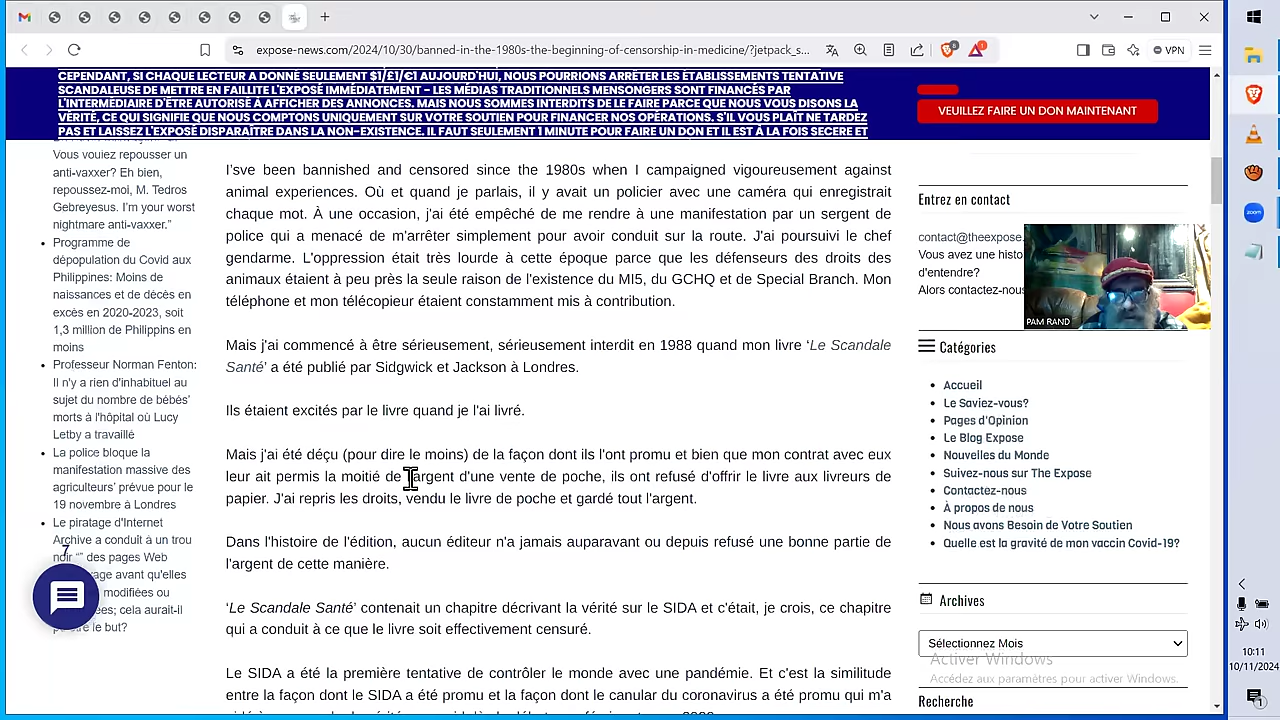 expose-news.com/2024/10/30/banned-in-the-1980s-the-beginning-of-censorship-in-medicine/?jetpack_s...
8
1
VPN
CEPENDANT, SI CHAQUE LECTEUR A DONNÉ SEULEMENT $1/£1/€1 AUJOURD'HUI, NOUS POURRIONS ARRÊTER LES ÉTABLISSEMENTS TENTATIVE
SCANDALEUSE DE METTRE EN FAILLITE L'EXPOSÉ IMMÉDIATEMENT – LES MÉDIAS TRADITIONNELS MENSONGERS SONT FINANCÉS PAR
L'INTERMÉDIAIRE D'ÊTRE AUTORISÉ À AFFICHER DES ANNONCES. MAIS NOUS SOMMES INTERDITS DE LE FAIRE PARCE QUE NOUS VOUS DISONS LA
VÉRITÉ, CE QUI SIGNIFIE QUE NOUS COMPTONS UNIQUEMENT SUR VOTRE SOUTIEN POUR FINANCER NOS OPÉRATIONS. S'IL VOUS PLAÎT NE TARDEZ
PAS ET LAISSEZ L'EXPOSÉ DISPARAÎTRE DANS LA NON-EXISTENCE. IL FAUT SEULEMENT 1 MINUTE POUR FAIRE UN DON ET IL EST À LA FOIS SECERE ET
VEUILLEZ FAIRE UN DON MAINTENANT
Vous voulez repousser un
anti-vaxxer? Eh bien,
repoussez-moi, M. Tedros
Gebreyesus. I'm your worst
nightmare anti-vaxxer.”
Programme de
dépopulation du Covid aux
Philippines: Moins de
naissances et de décès en
excès en 2020-2023, soit
1,3 million de Philippins en
moins
Professeur Norman Fenton:
Il n'y a rien d'inhabituel au
sujet du nombre de bébés’
morts à l'hôpital où Lucy
Letby a travaillé
La police bloque la
manifestation massive des
agriculteurs’ prévue pour le
19 novembre à Londres
Le piratage d'Internet
Archive a conduit à un trou
noir “” des pages Web
avant qu'elles
modifiées ou
cela aurait-il
le but?
7
I'sve been bannished and censored since the 1980s when I campaigned vigoureusement against
animal experiences. Où et quand je parlais, il y avait un policier avec une caméra qui enregistrait
chaque mot. À une occasion, j'ai été empêché de me rendre à une manifestation par un sergent de
police qui a menacé de m'arrêter simplement pour avoir conduit sur la route. J'ai poursuivi le chef
gendarme. L'oppression était très lourde à cette époque parce que les défenseurs des droits des
animaux étaient à peu près la seule raison de l'existence du MI5, du GCHQ et de Special Branch. Mon
téléphone et mon télécopieur étaient constamment mis à contribution.
Mais j'ai commencé à être sérieusement, sérieusement interdit en 1988 quand mon livre ‘Le Scandale
Santé’ a été publié par Sidgwick et Jackson à Londres.
Ils étaient excités par le livre quand je l'ai livré.
Mais j'ai été déçu (pour dire le moins) de la façon dont ils l'ont promu et bien que mon contrat avec eux
leur ait permis la moitié de l'argent d'une vente de poche, ils ont refusé d'offrir le livre aux livreurs de
papier. J'ai repris les droits, vendu le livre de poche et gardé tout l'argent.
Dans l'histoire de l'édition, aucun éditeur n'a jamais auparavant ou depuis refusé une bonne partie de
l'argent de cette manière.
‘Le Scandale Santé’ contenait un chapitre décrivant la vérité sur le SIDA et c'était, je crois, ce chapitre
qui a conduit à ce que le livre soit effectivement censuré.
Le SIDA a été la première tentative de contrôler le monde avec une pandémie. Et c'est la similitude
entre la façon dont le SIDA a été promu et la façon dont le canular du coronavirus a été promu qui m'a
Entrez en contact
contact@theexpose.
Vous avez une histo
d'entendre?
Alors contactez-nous
PAM RAND
Catégories
Accueil
Le Saviez-vous?
Pages d'Opinion
Le Blog Expose
Nouvelles du Monde
Suivez-nous sur The Expose
Contactez-nous
À propos de nous
Nous avons Besoin de Votre Soutien
Quelle est la gravité de mon vaccin Covid-19?
Archives
Sélectionnez Mois
Activer Windows
Accédez aux paramètres pour activer Windows.
Recherche
zoom
10:11
10/11/2024
1